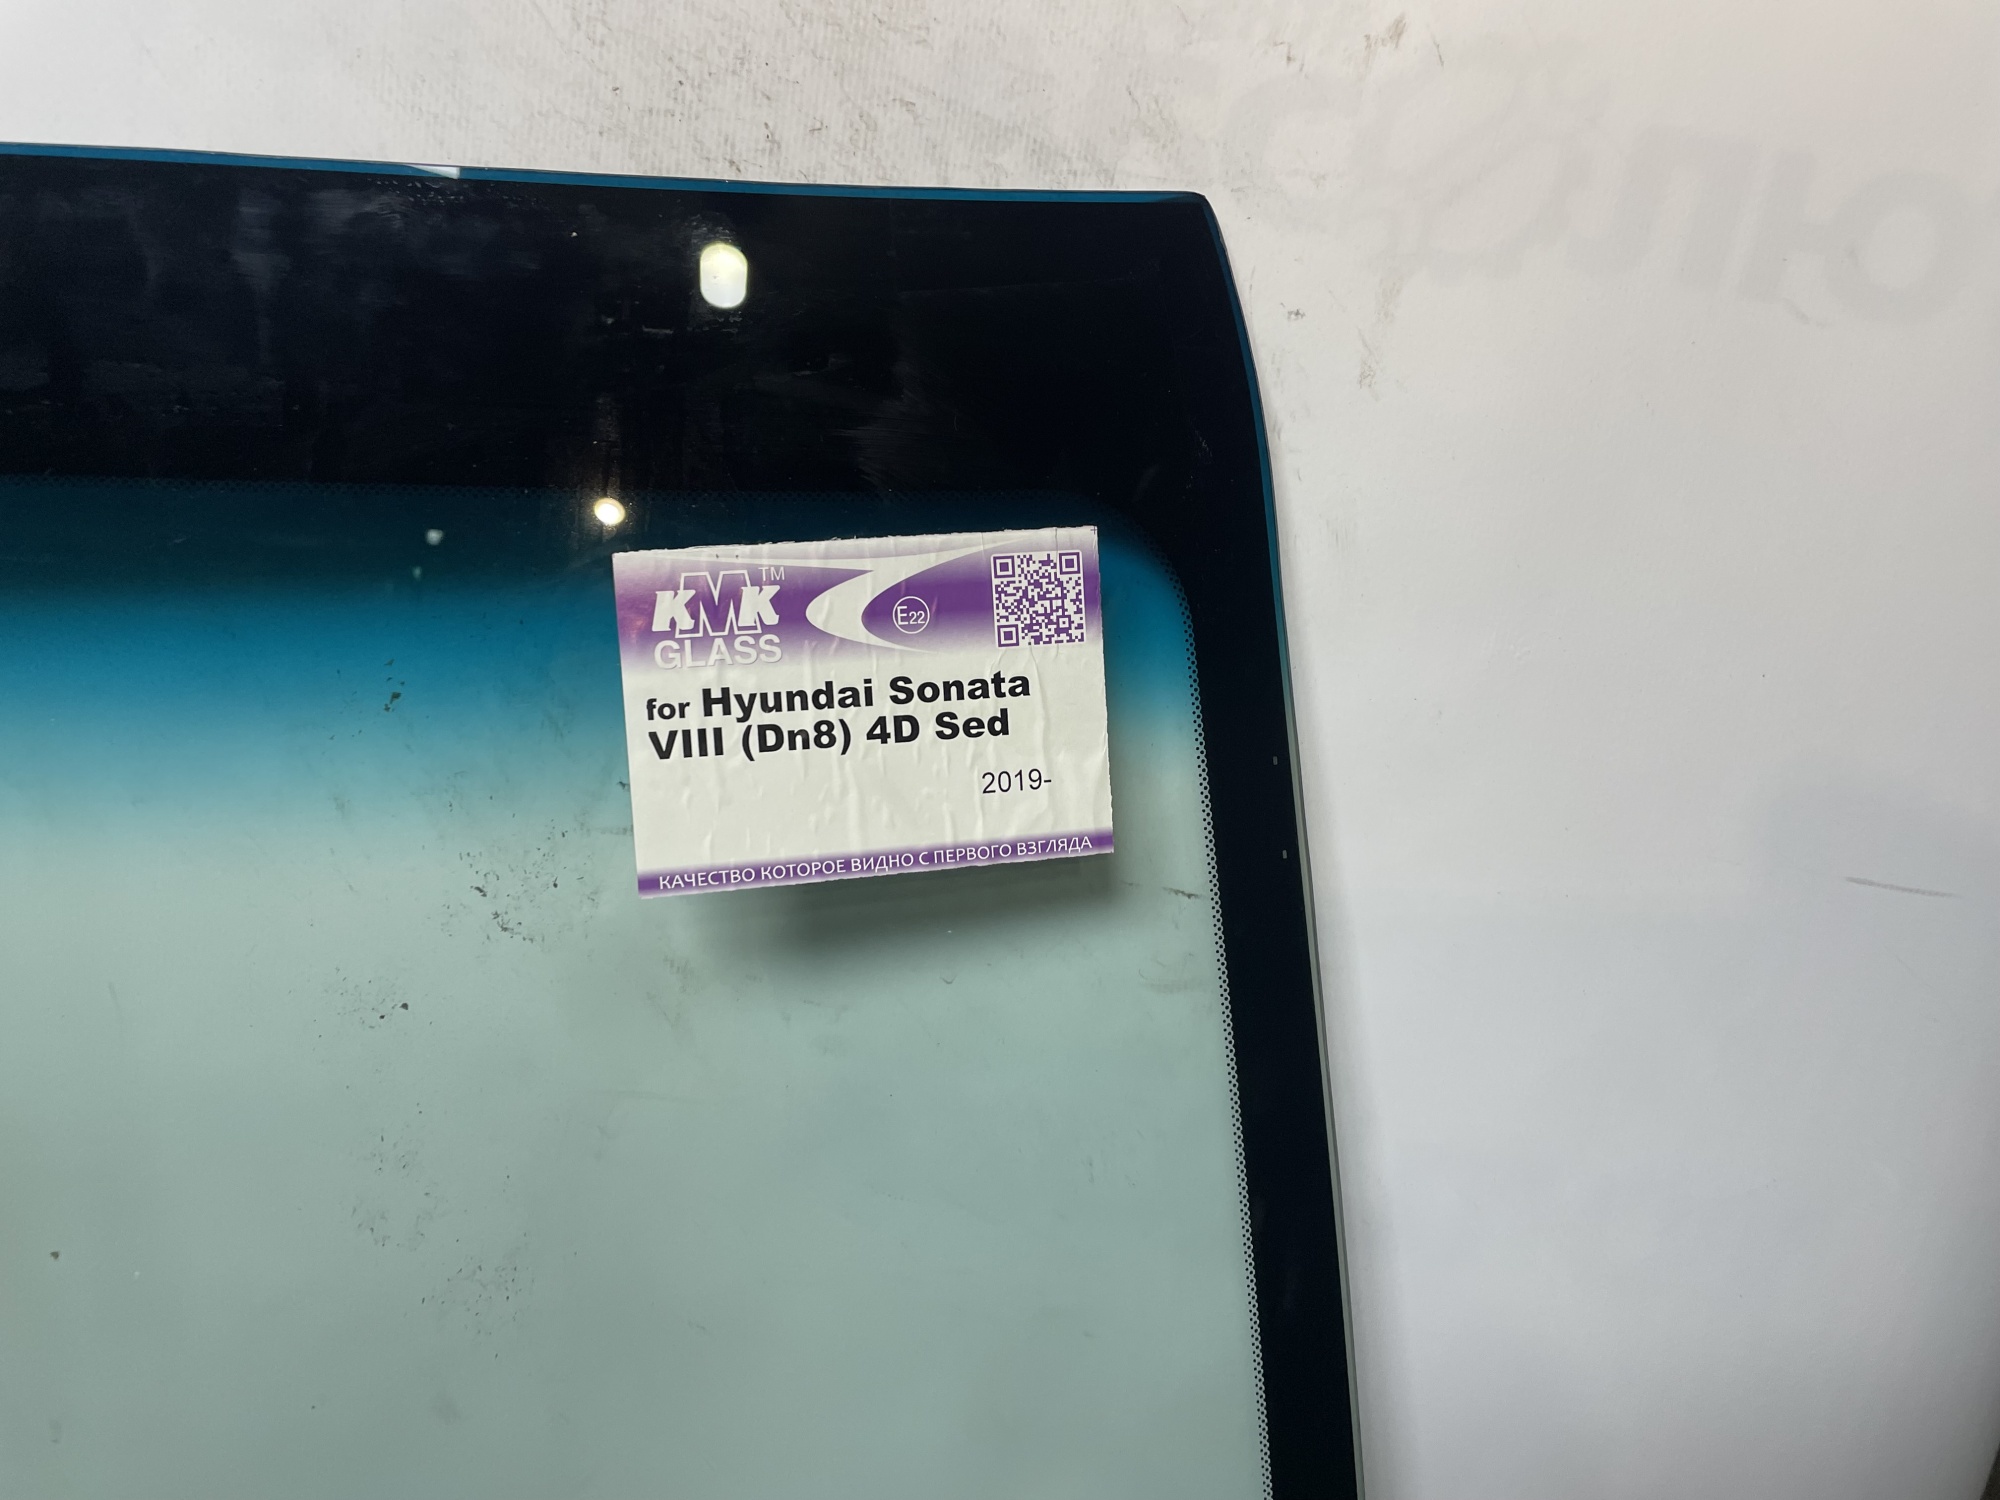 KMK™
GLASS
E22
for Hyundai Sonata
VIII (Dn8) 4D Sed
2019-
КАЧЕСТВО КОТОРОЕ ВИДНО С ПЕРВОГО ВЗГЛЯДА